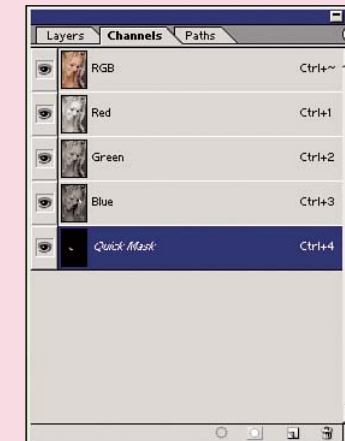 Layers Channels Paths
RGB Ctrl+~
Red Ctrl+1
Green Ctrl+2
Blue Ctrl+3
Quick Mask Ctrl+4